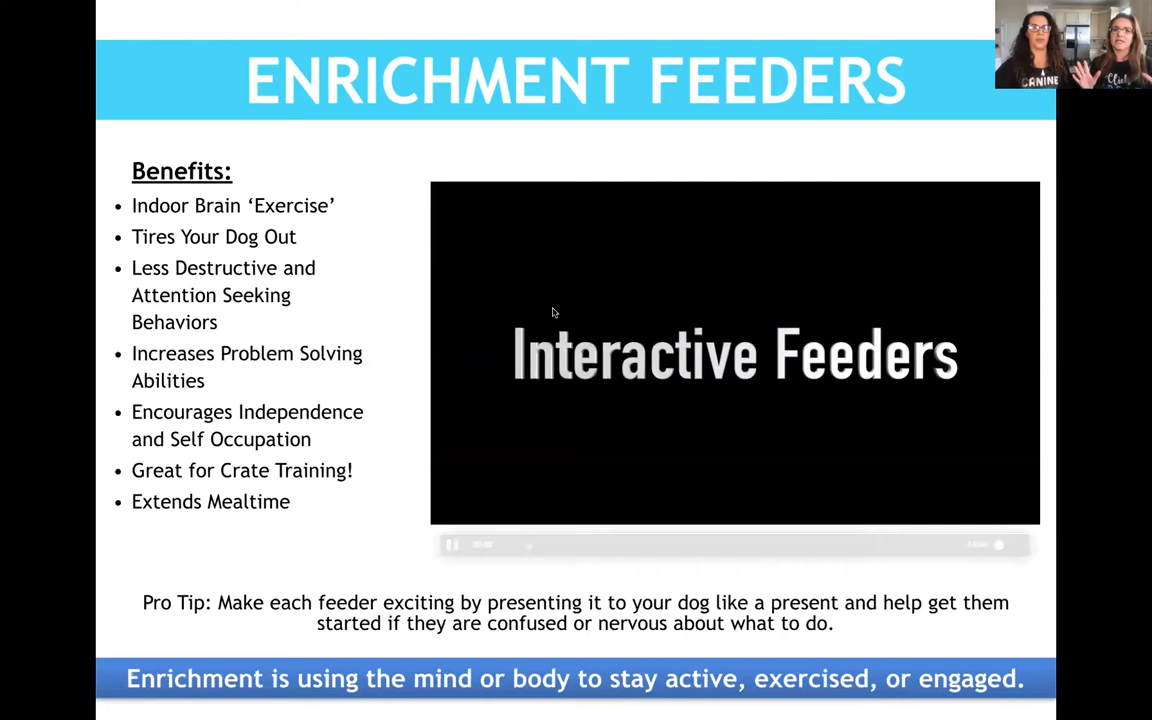 ENRICHMENT FEEDERS
CANINE
Benefits:
• Indoor Brain ‘Exercise’
• Tires Your Dog Out
• Less Destructive and
Attention Seeking
Behaviors
• Increases Problem Solving
Abilities
• Encourages Independence
and Self Occupation
• Great for Crate Training!
• Extends Mealtime
Interactive Feeders
Pro Tip: Make each feeder exciting by presenting it to your dog like a present and help get them
started if they are confused or nervous about what to do.
Enrichment is using the mind or body to stay active, exercised, or engaged.